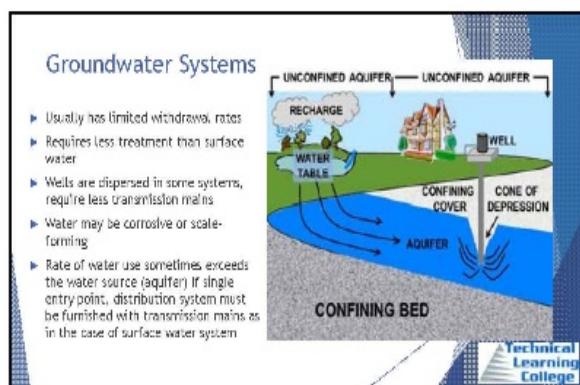 Groundwater Systems
Usually has limited withdrawal rates
Requires less treatment than surface
water
Wells are dispersed in some systems,
require less transmission mains
Water may be corrosive or scale-
forming
Rate of water use sometimes exceeds
the water source (aquifer) If single
entry point, distribution system must
be furnished with transmission mains as
in the case of surface water system
UNCONFINED AQUIFER
UNCONFINED AQUIFER
RECHARGE
WATER
TABLE
WELL
CONFINING
COVER
CONE OF
DEPRESSION
AQUIFER
CONFINING BED
Technical
Learning
College